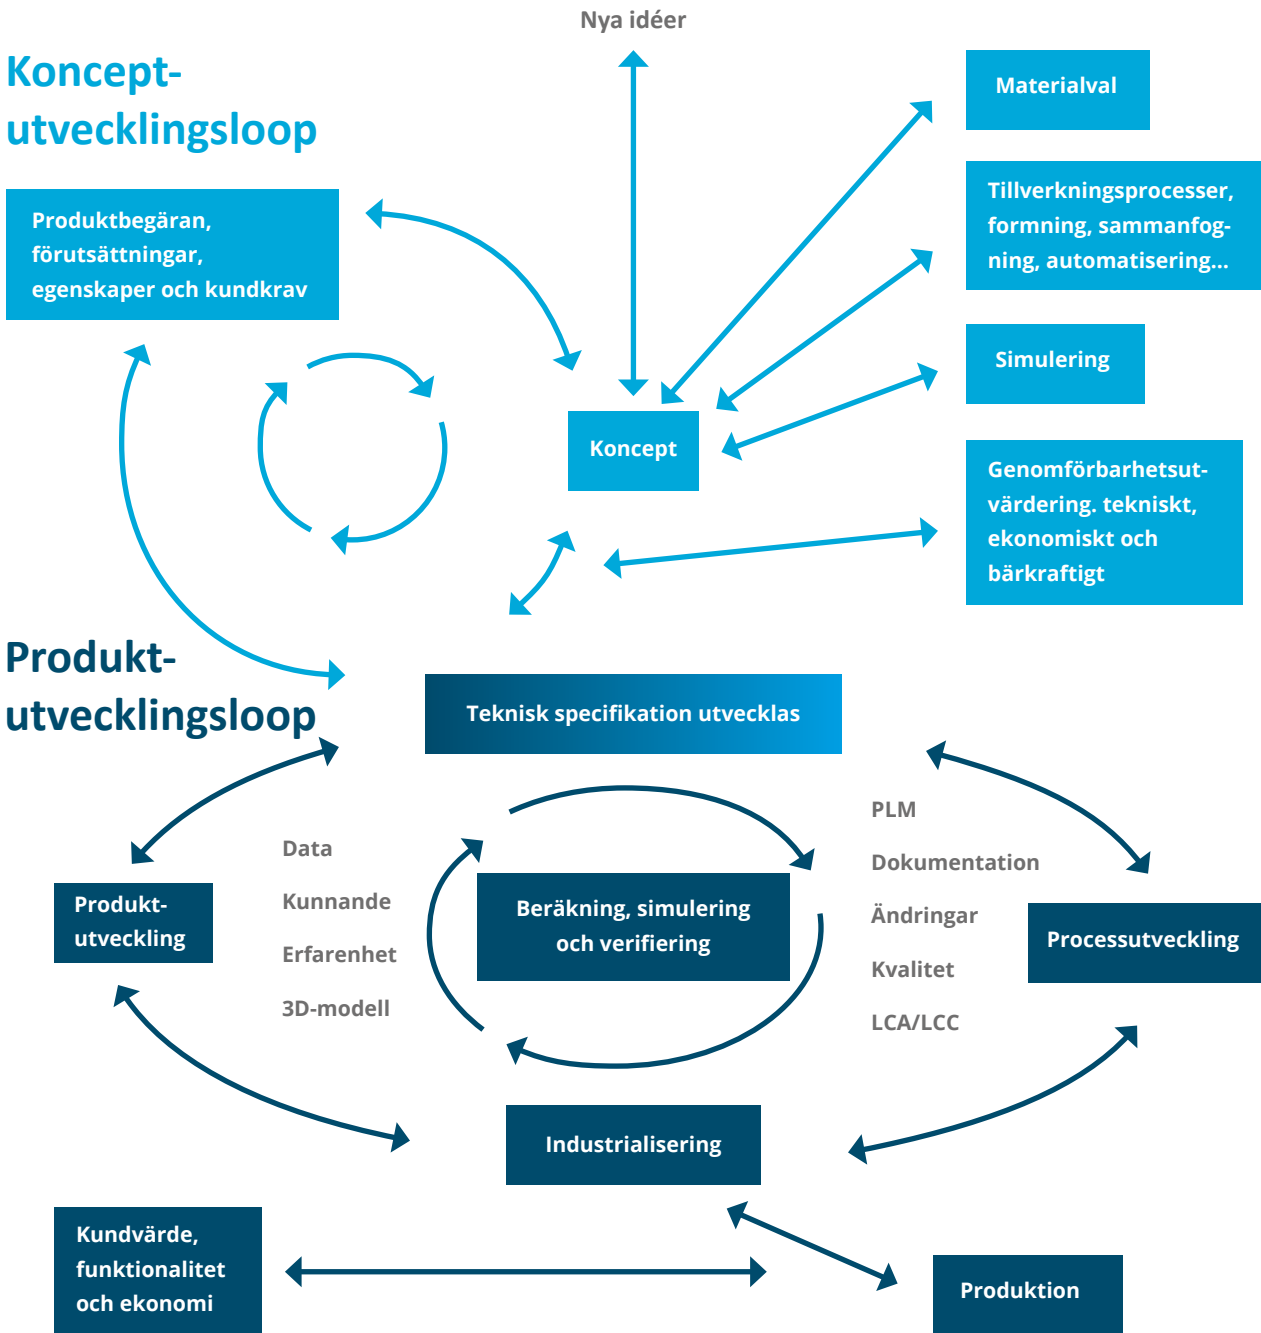 Nya idéer
Koncept-
utvecklingsloop
Materialval
Produktbegäran,
förutsättningar,
egenskaper och kundkrav
Tillverkningsprocesser,
formning, sammanfog-
ning, automatisering...
Simulering
Koncept
Genomförbarhetsut-
värdering. tekniskt,
ekonomiskt och
bärkraftigt
Produkt-
utvecklingsloop
Teknisk specifikation utvecklas
Data
Kunnande
Erfarenhet
3D-modell
PLM
Dokumentation
Ändringar
Kvalitet
LCA/LCC
Produkt-
utveckling
Beräkning, simulering
och verifiering
Processutveckling
Industrialisering
Kundvärde,
funktionalitet
och ekonomi
Produktion